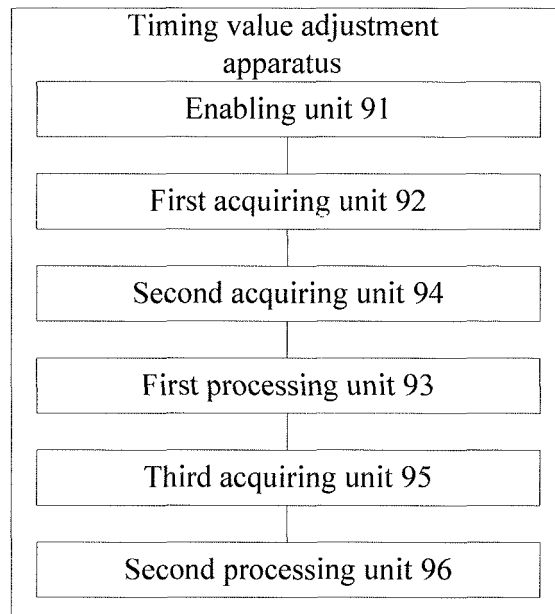 Timing value adjustment
apparatus
Enabling unit 91
First acquiring unit 92
Second acquiring unit 94
First processing unit 93
Third acquiring unit 95
Second processing unit 96